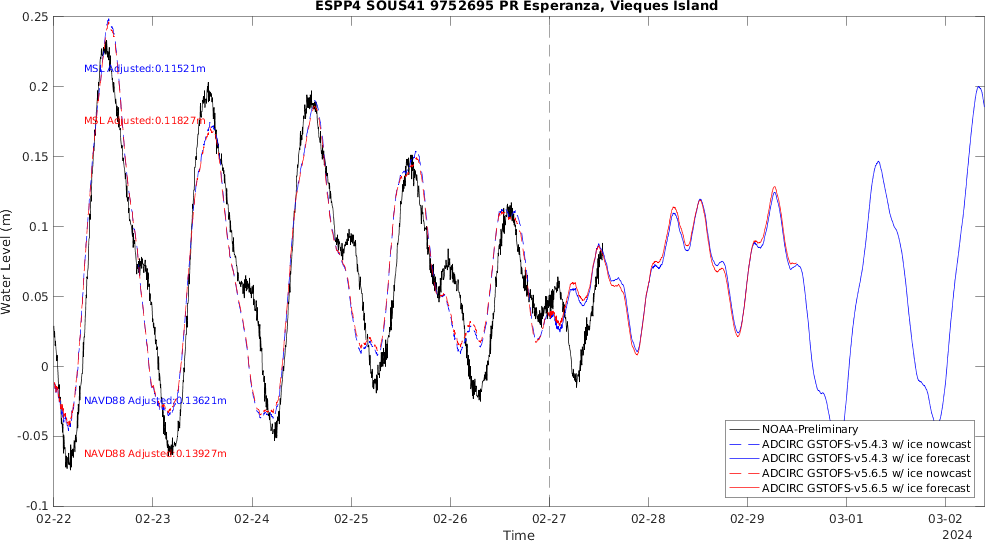 ESPP4 SOUS41 9752695 PR Esperanza, Vieques Island
0.25
0.2
0.15
0.1
0.05
0
-0.05
-0.1
Water Level (m)
MSL Adjusted:0.11521m
MSL Adjusted:0.11827m
NAVD88 Adjusted:0.13621m
NAVD88 Adjusted:0.13927m
NOAA-Preliminary
ADCIRC GSTOFS-v5.4.3 w/ ice nowcast
ADCIRC GSTOFS-v5.4.3 w/ ice forecast
ADCIRC GSTOFS-v5.6.5 w/ ice nowcast
ADCIRC GSTOFS-v5.6.5 w/ ice forecast
02-22 02-23 02-24 02-25 02-26 02-27 02-28 02-29 03-01 03-02
Time
2024